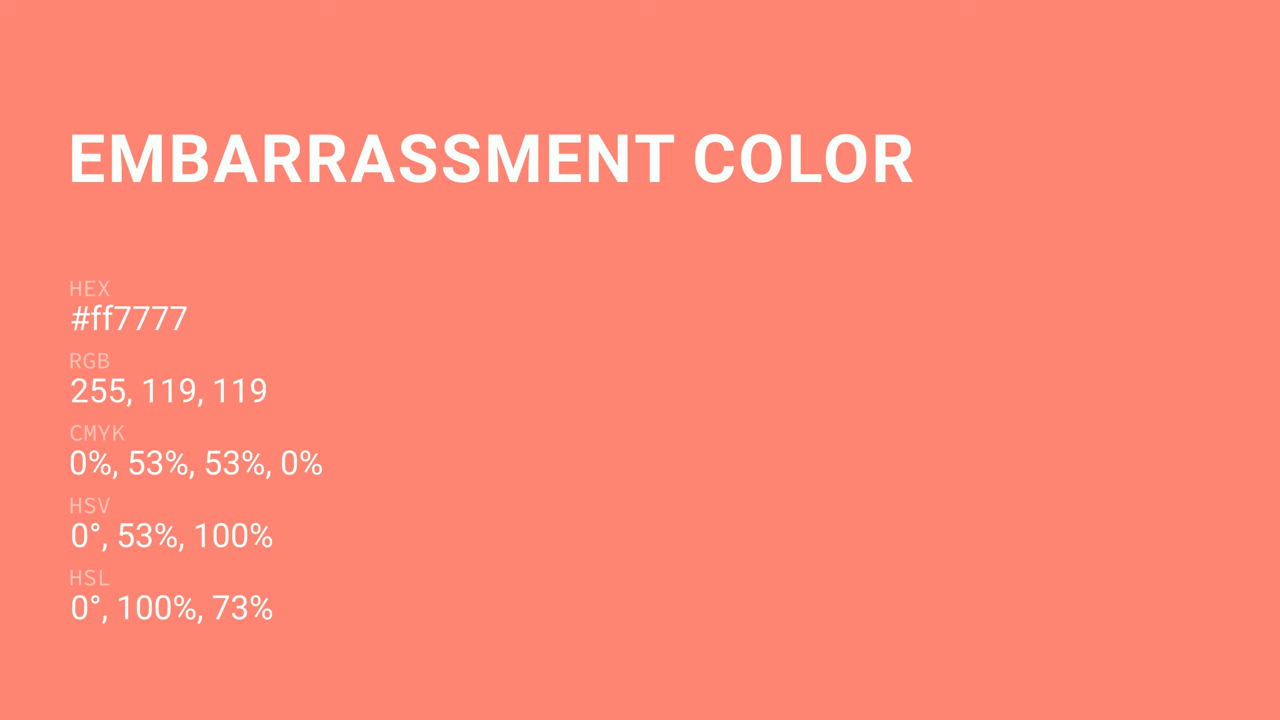 EMBARRASSMENT COLOR
HEX
#ff7777
RGB
255, 119, 119
CMYK
0%, 53%, 53%, 0%
HSV
0°, 53%, 100%
HSL
0°, 100%, 73%